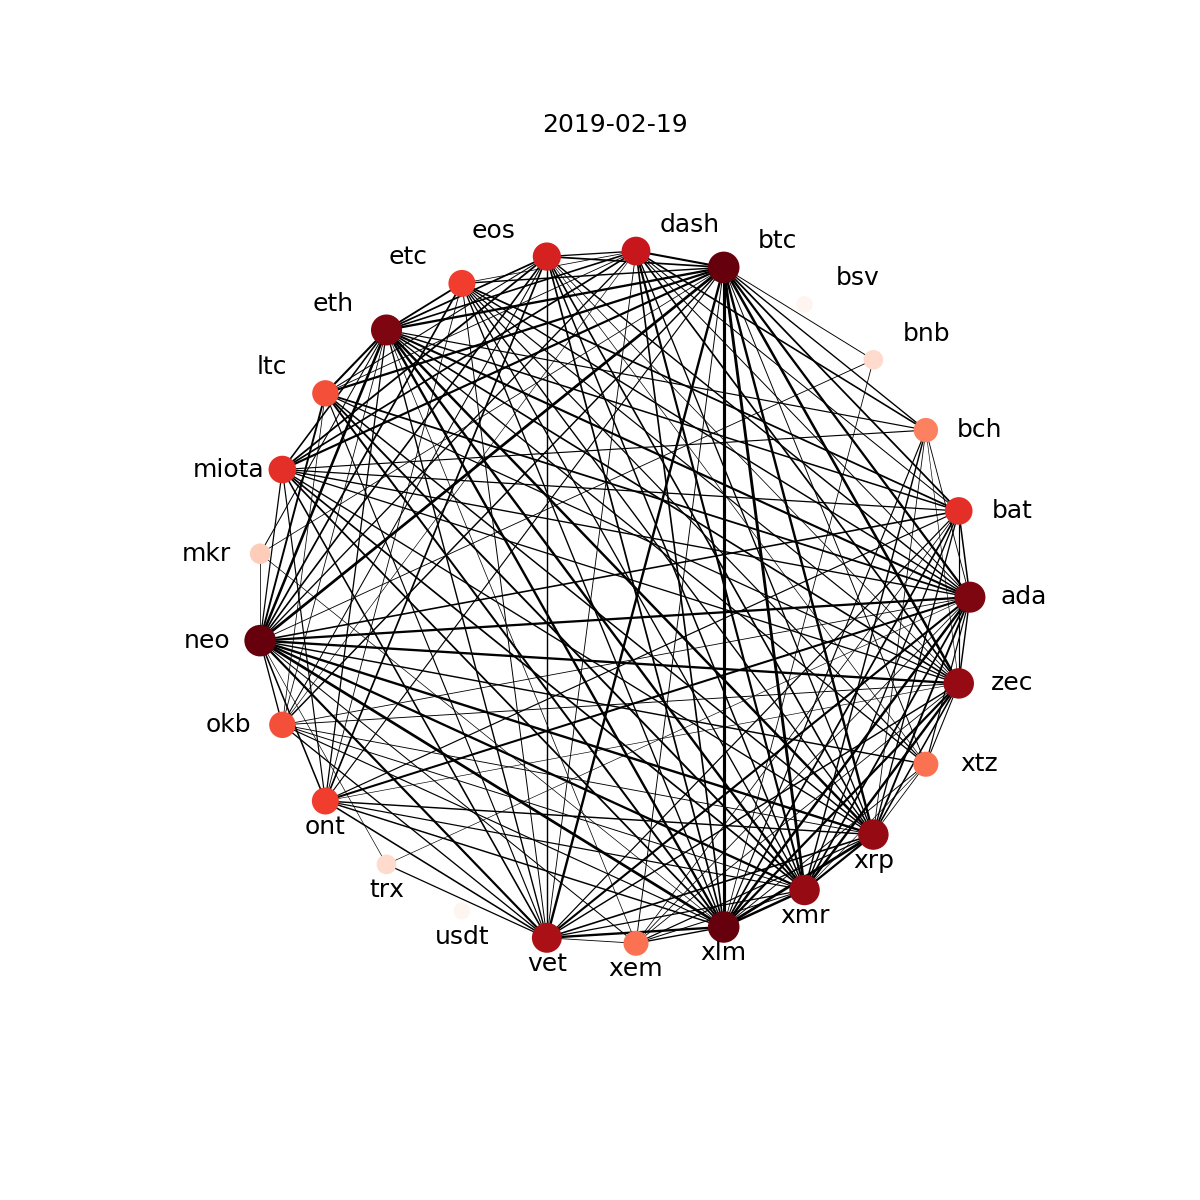 2019-02-19
dash
eos
btc
etc
bsv
eth
bnb
ltc
bch
miota
bat
mkr
ada
neo
zec
okb
xtz
ont
xrp
trx
xmr
usdt
xlm
vet
xem